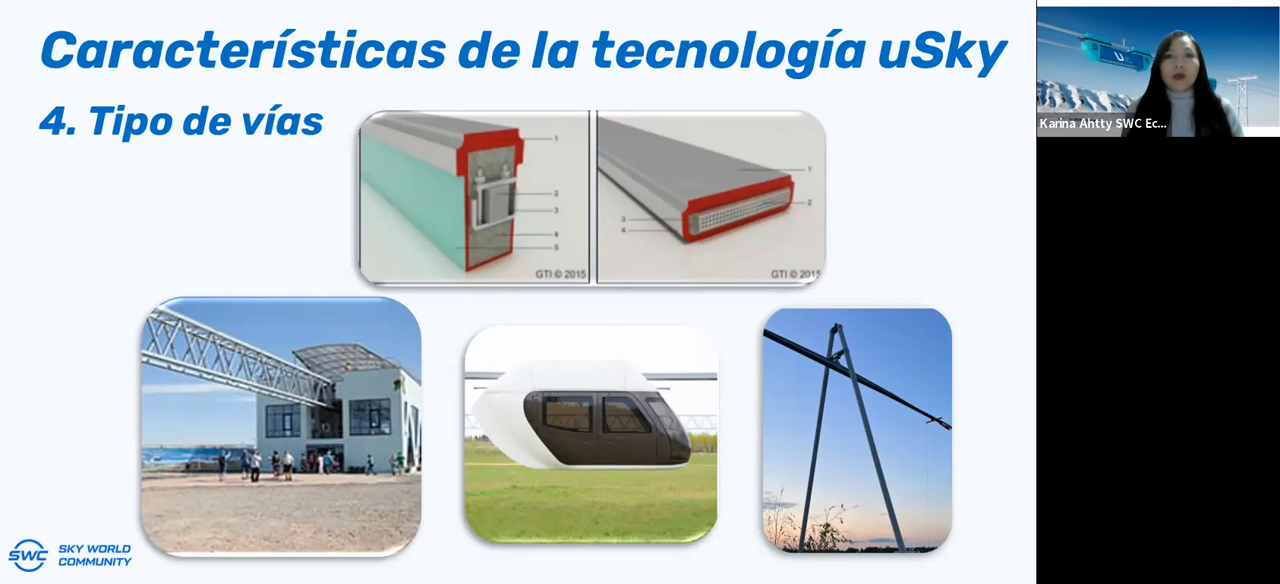 Características de la tecnología uSky
4. Tipo de vías
1
2
3
4
5
GTI © 2015
1
2
3
4
GTI © 2015
Karina Ahtty SWC Ec...
SWC
SKY WORLD
COMMUNITY